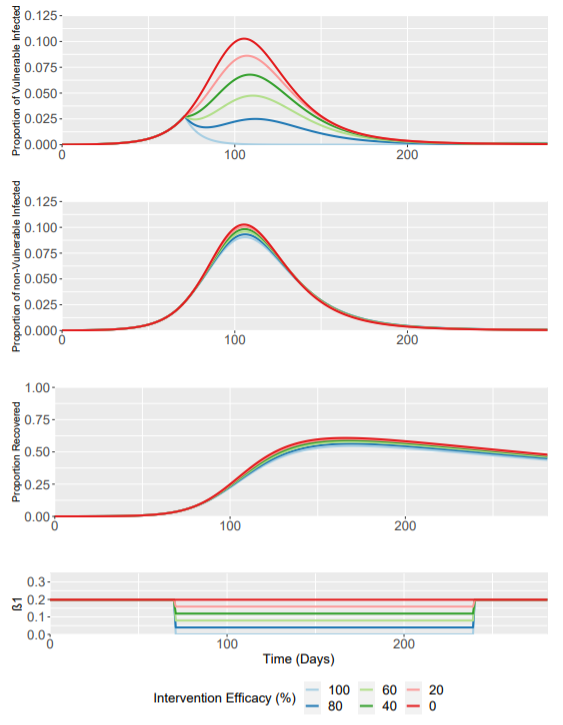 Proportion of Vulnerable Infected
0.125
0.100
0.075
0.050
0.025
0.000
0 100 200
Proportion of non-Vulnerable Infected
0.125
0.100
0.075
0.050
0.025
0.000
0 100 200
Proportion Recovered
1.00
0.75
0.50
0.25
0.00
0 100 200
ß1
0.3
0.2
0.1
0.0
0 100 200
Time (Days)
Intervention Efficacy (%) 100 60 20
80 40 0